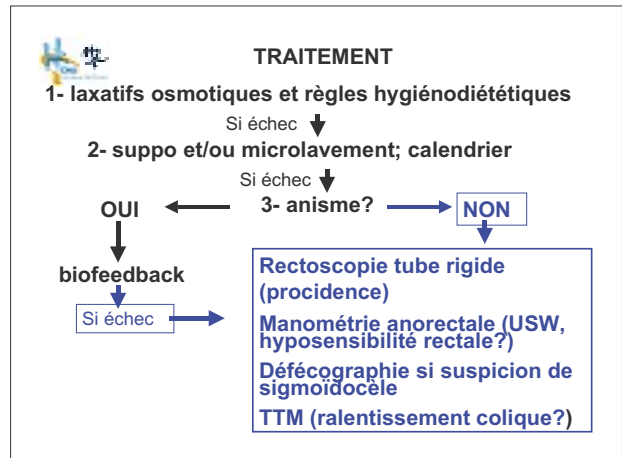 TRAITEMENT
1- laxatifs osmotiques et règles hygiénodiététiques
Si échec
2- suppo et/ou microlavement; calendrier
Si échec
OUI
3- anisme?
NON
biofeedback
Si échec
Rectoscopie tube rigide
(procidence)
Manométrie anorectale (USW,
hyposensibilité rectale?)
Défécographie si suspicion de
sigmoïdocèle
TTM (ralentissement colique?)